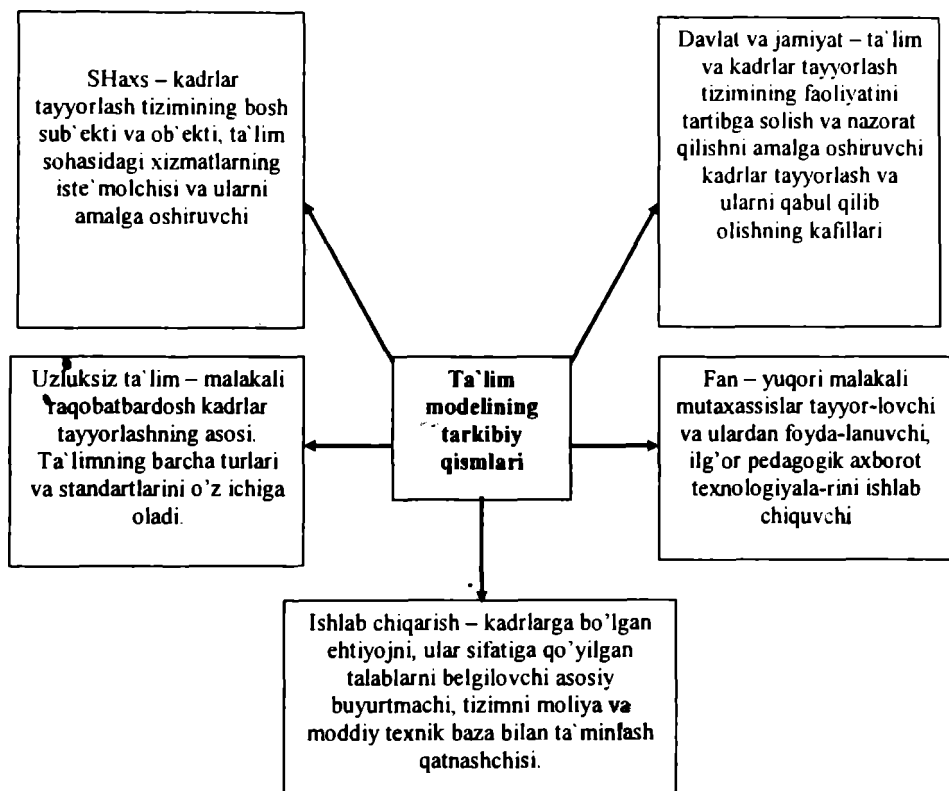 SHaxs – kadrlar
tayyorlash tizimining bosh
sub`ekti va ob`ekti, ta`lim
sohasidagi xizmatlarning
iste`molchisi va ularni
amalga oshiruvchi
Davlat va jamiyat – ta`lim
va kadrlar tayyorlash
tizimining faoliyatini
tartibga solish va nazorat
qilishni amalga oshiruvchi
kadrlar tayyorlash va
ularni qabul qilib
olishning kafillari
Uzluksiz ta`lim – malakali
raqobatbardosh kadrlar
tayyorlashning asosi.
Ta`limning barcha turlari
va standartlarini o’z ichiga
oladi.
Ta`lim
modelining
tarkibiy
qismlari
Fan – yuqori malakali
mutaxassislar tayyor-lovchi
va ulardan foyda-lanuvchi,
ilg’or pedagogik axborot
texnologiyala-rini ishlab
chiquvchi
Ishlab chiqarish – kadrlarga bo’lgan
ehtiyojni, ular sifatiga qo’yilgan
talablarni belgilovchi asosiy
buyurtmachi, tizimni moliya va
moddiy texnik baza bilan ta`minlash
qatnashchisi.